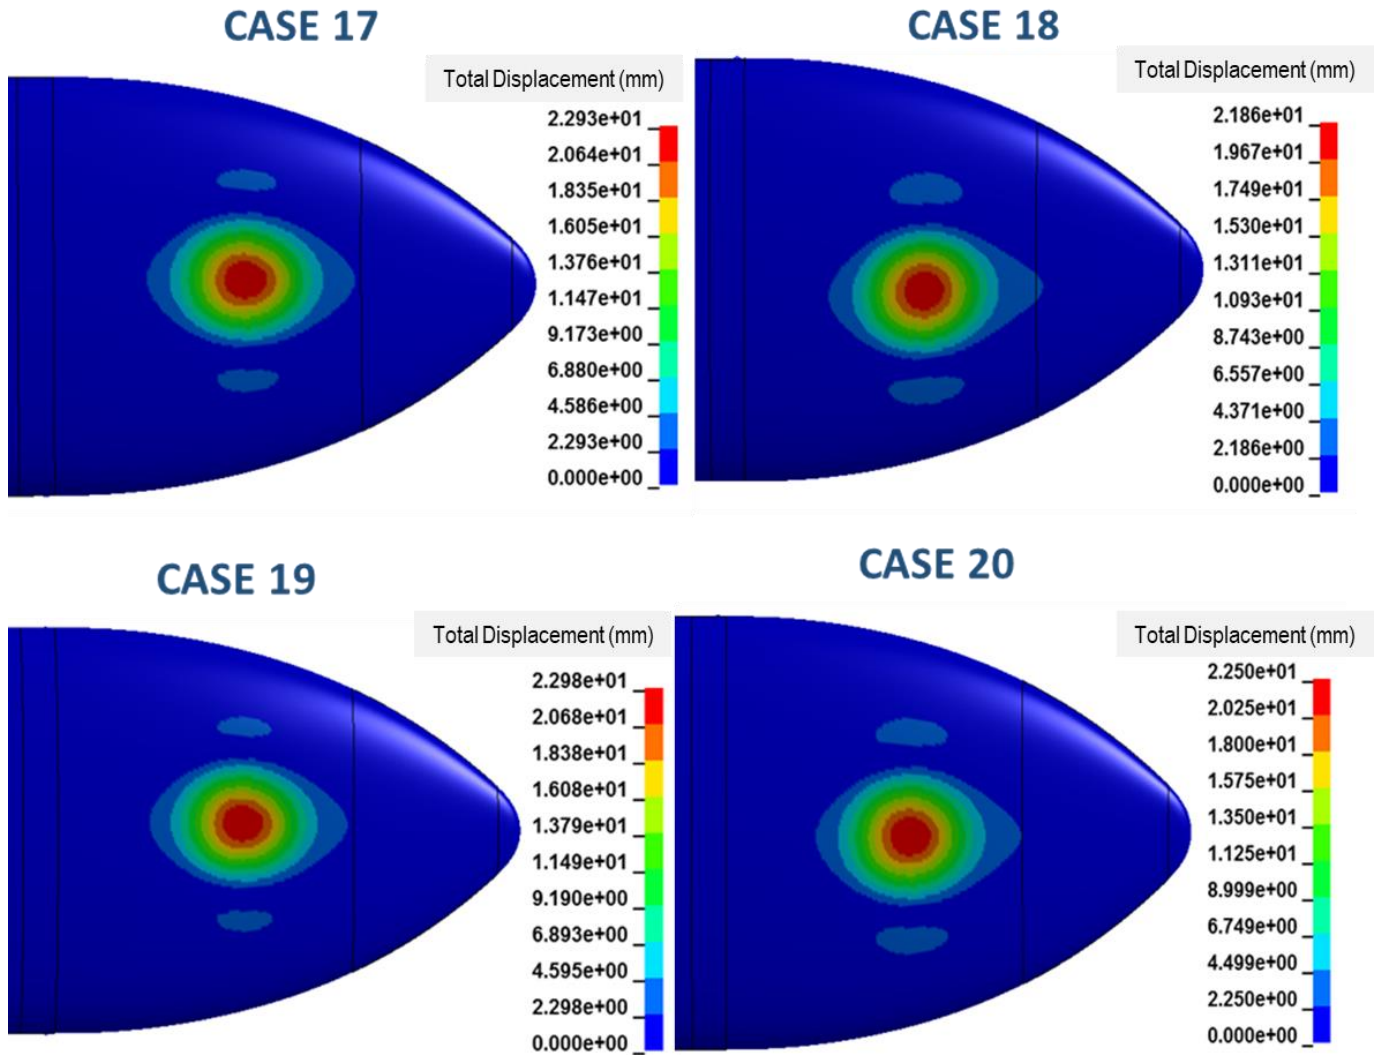 CASE 17
Total Displacement (mm)
2.293e+01
2.064e+01
1.835e+01
1.605e+01
1.376e+01
1.147e+01
9.173e+00
6.880e+00
4.586e+00
2.293e+00
0.000e+00
CASE 18
Total Displacement (mm)
2.186e+01
1.967e+01
1.749e+01
1.530e+01
1.311e+01
1.093e+01
8.743e+00
6.557e+00
4.371e+00
2.186e+00
0.000e+00
CASE 19
Total Displacement (mm)
2.298e+01
2.068e+01
1.838e+01
1.608e+01
1.379e+01
1.149e+01
9.190e+00
6.893e+00
4.595e+00
2.298e+00
0.000e+00
CASE 20
Total Displacement (mm)
2.250e+01
2.025e+01
1.800e+01
1.575e+01
1.350e+01
1.125e+01
8.999e+00
6.749e+00
4.499e+00
2.250e+00
0.000e+00